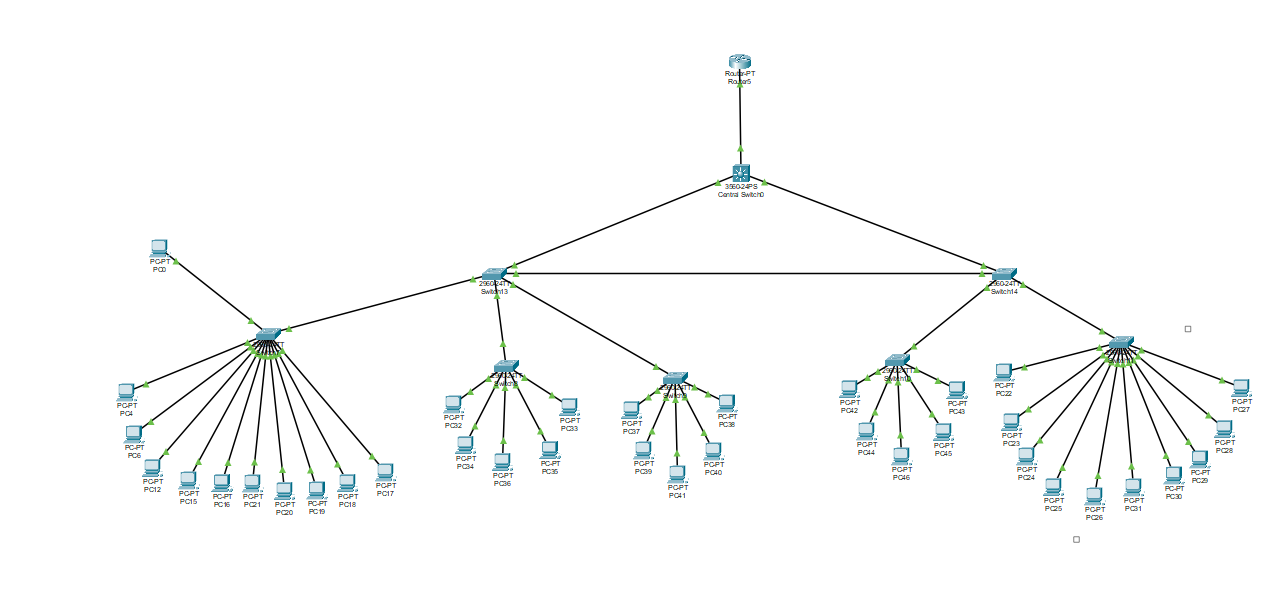 Router-PT
Router5
3560-24PS
Central Switch0
PC-PT
PC0
2960-24TT
Switch13
2960-24TT
Switch14
PC-PT
PC4
PC-PT
PC6
PC-PT
PC12
PC-PT
PC15
PC-PT
PC16
PC-PT
PC21
PC-PT
PC20
PC-PT
PC19
PC-PT
PC18
PC-PT
PC17
2960-24TT
PC-PT
PC32
PC-PT
PC34
PC-PT
PC36
PC-PT
PC35
PC-PT
PC33
2960-24TT
PC-PT
PC37
PC-PT
PC39
PC-PT
PC41
PC-PT
PC40
PC-PT
PC38
2960-24TT
PC-PT
PC42
PC-PT
PC44
PC-PT
PC46
PC-PT
PC45
PC-PT
PC43
PC-PT
PC22
PC-PT
PC23
PC-PT
PC24
PC-PT
PC25
PC-PT
PC26
PC-PT
PC31
PC-PT
PC30
PC-PT
PC29
PC-PT
PC28
PC-PT
PC27